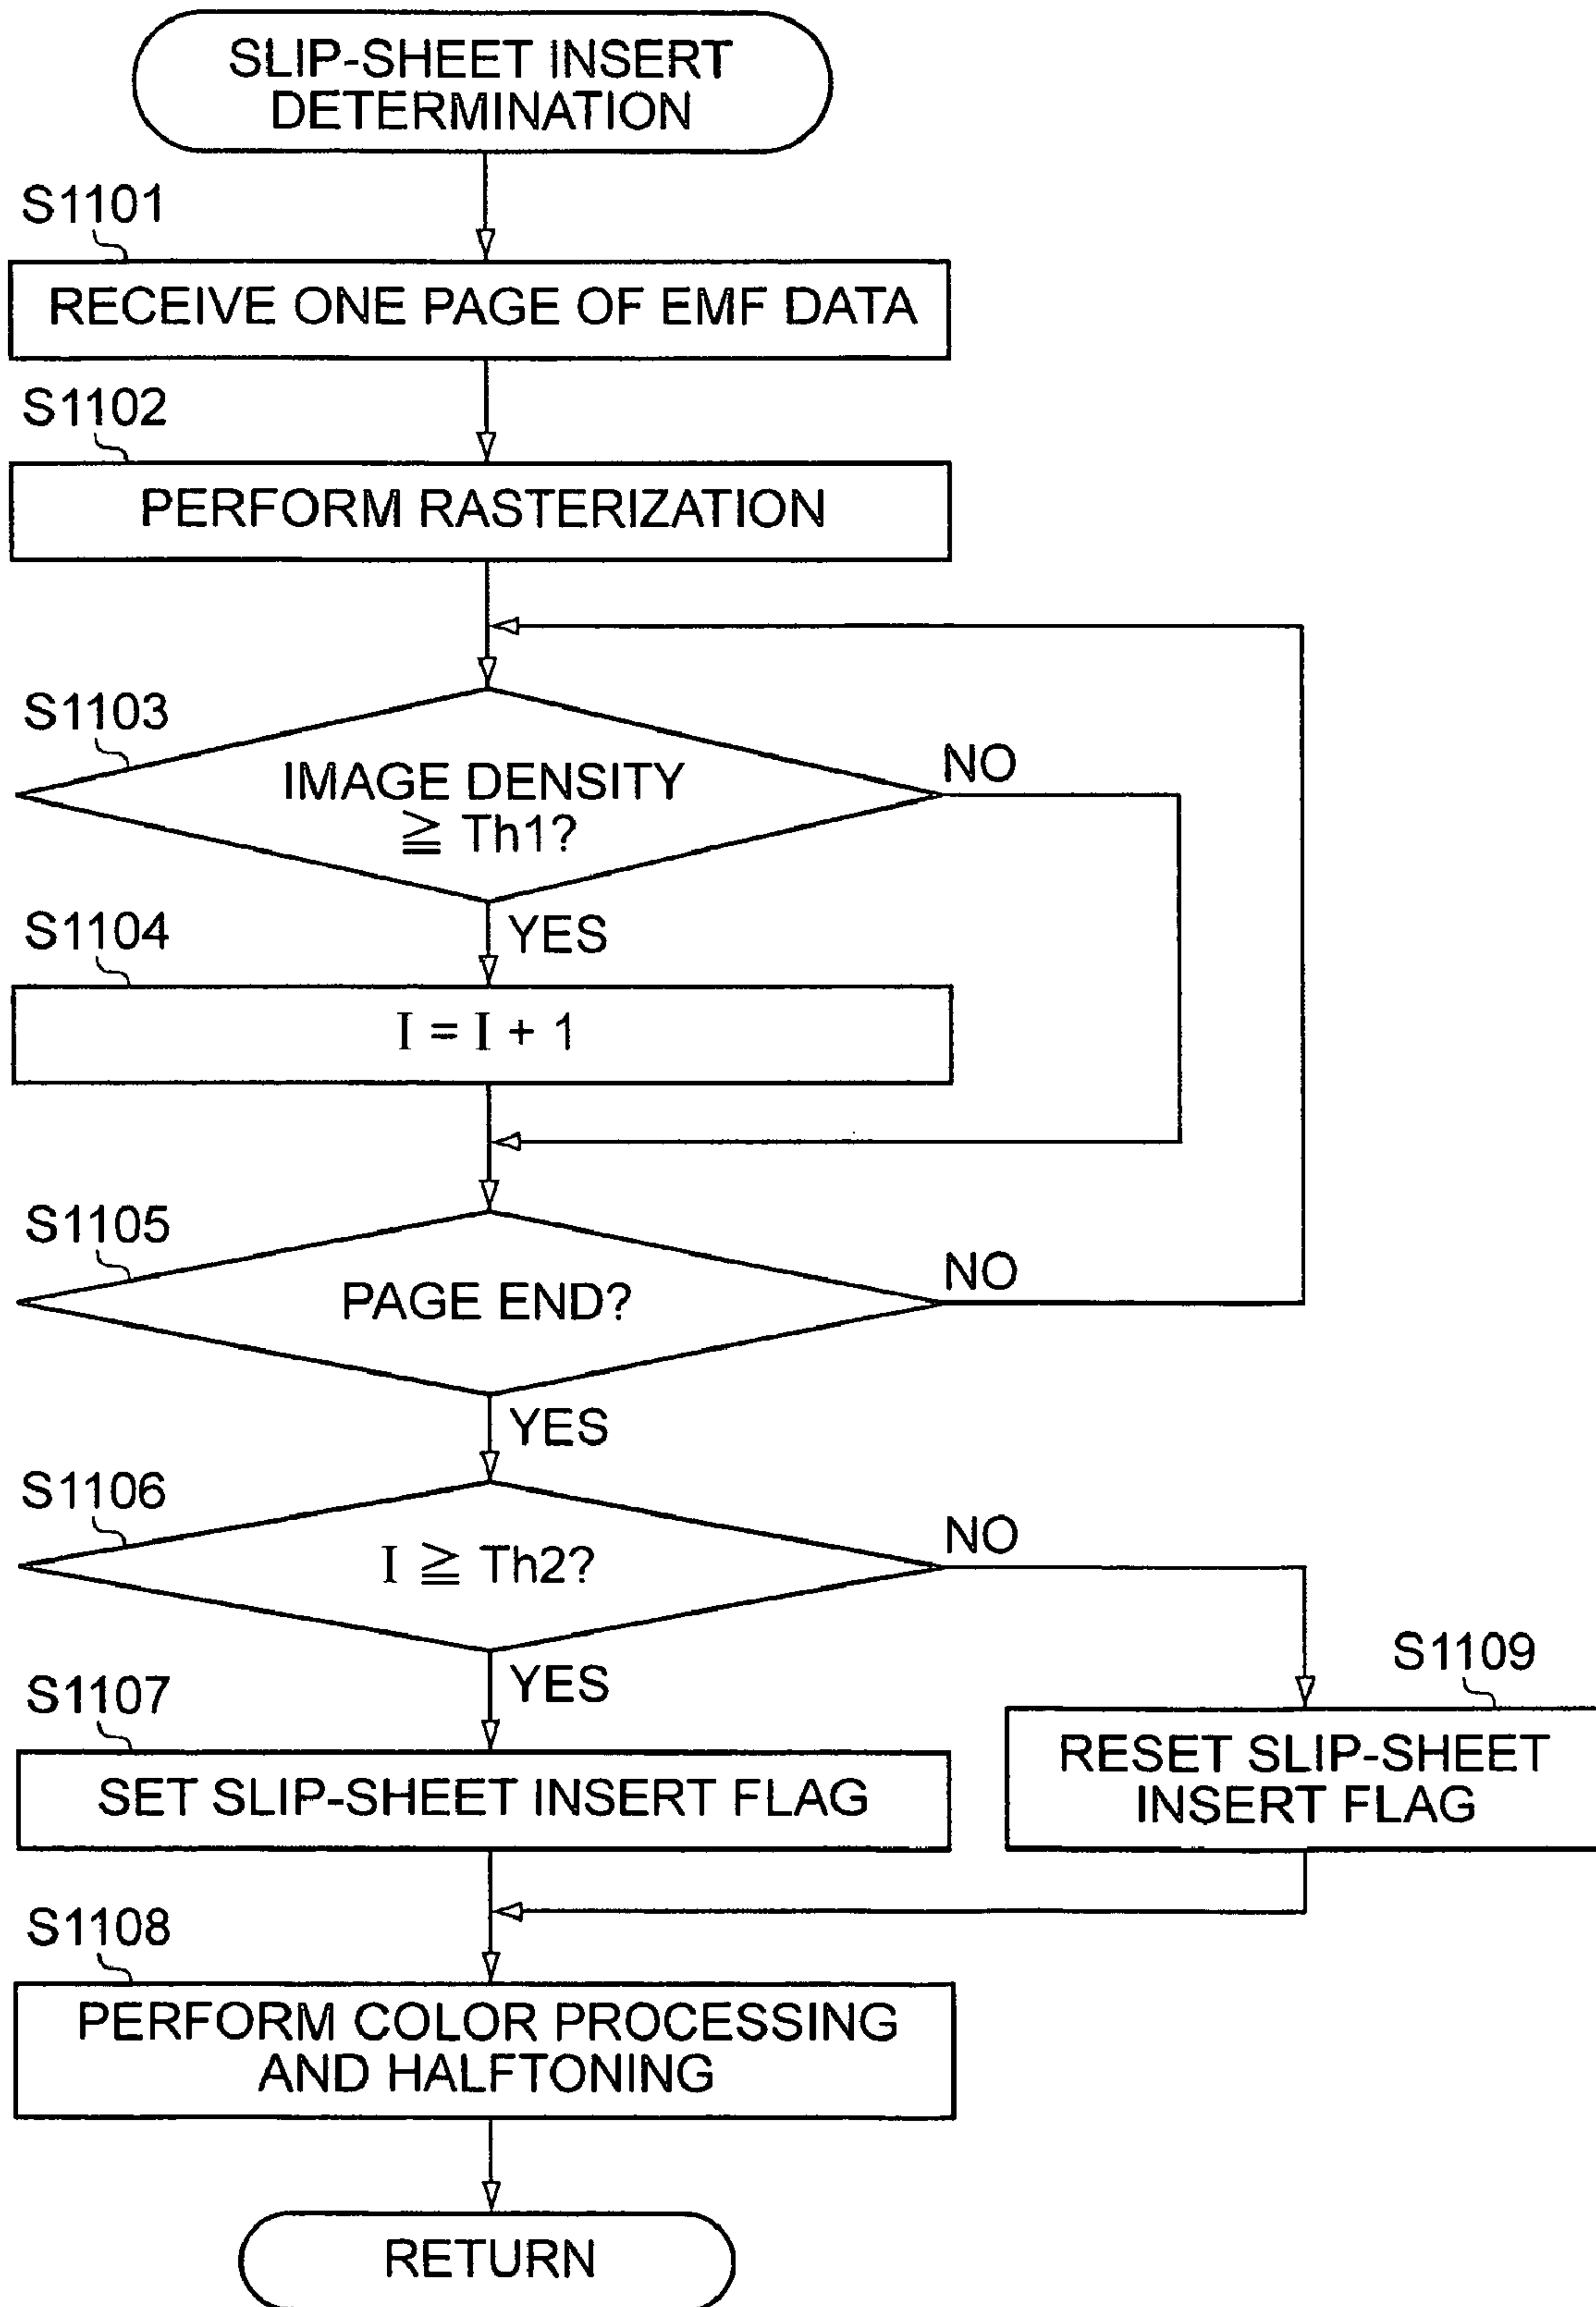 SLIP-SHEET INSERT
DETERMINATION
S1101
RECEIVE ONE PAGE OF EMF DATA
S1102
PERFORM RASTERIZATION
S1103
IMAGE DENSITY
≧ Th1?
NO
YES
S1104
I = I + 1
S1105
PAGE END?
NO
YES
S1106
I ≧ Th2?
NO
YES
S1107
SET SLIP-SHEET INSERT FLAG
S1109
RESET SLIP-SHEET
INSERT FLAG
S1108
PERFORM COLOR PROCESSING
AND HALFTONING
RETURN